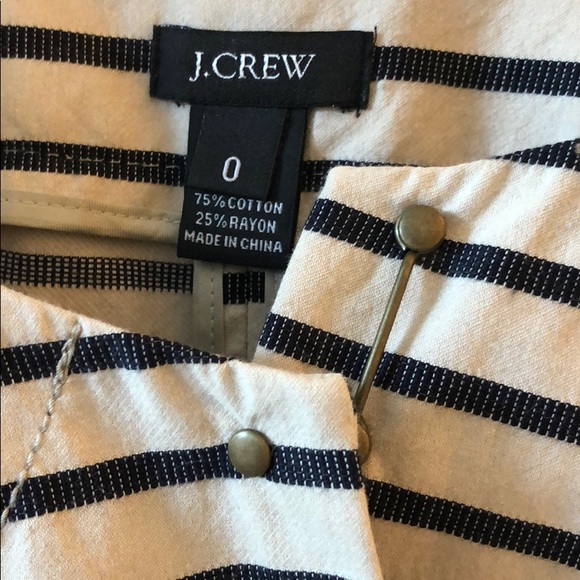 J.CREW
0
75% COTTON
25% RAYON
MADE IN CHINA